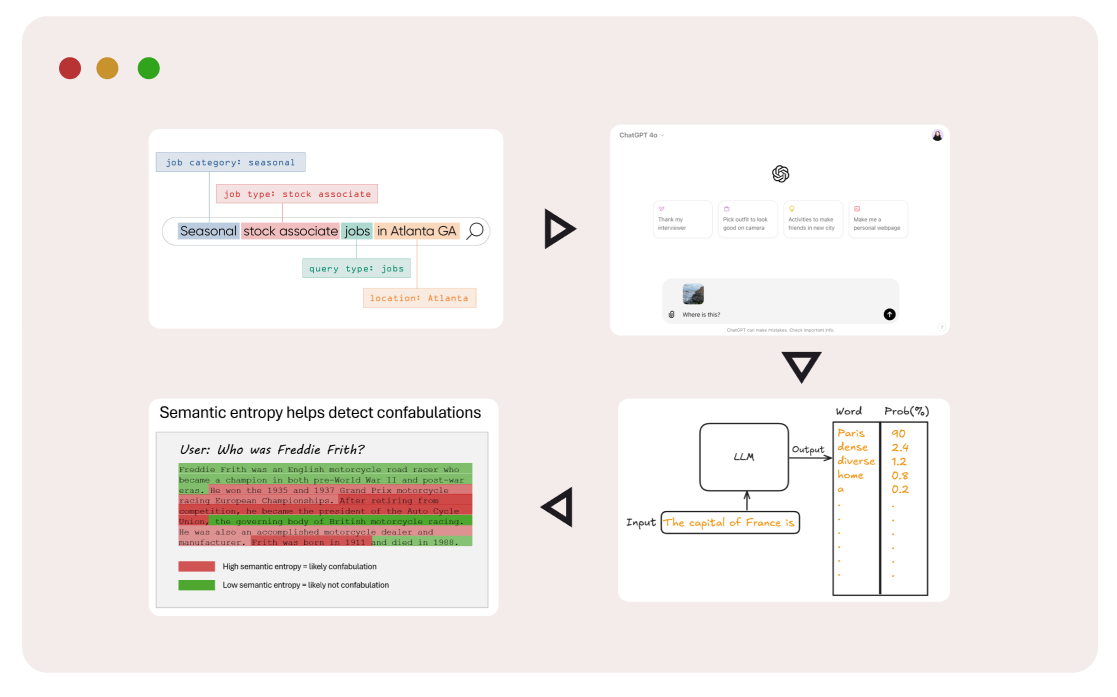 job category: seasonal
job type: stock associate
Seasonal stock associate jobs in Atlanta GA
query type: jobs
location: Atlanta
ChatGPT 4o
Thank my
interviewer
Pick outfit to look
good on camera
Activities to make
friends in new city
Make me a
personal webpage
Where is this?
ChatGPT can make mistakes. Check important info.
?
Word Prob(%)
Paris 90
dense 2.4
diverse 1.2
home 0.8
a 0.2
LLM
Output
Input The capital of France is
Semantic entropy helps detect confabulations
User: Who was Freddie Frith?
Freddie Frith was an English motorcycle road racer who
became a champion in both pre-World War II and post-war
eras. He won the 1935 and 1937 Grand Prix motorcycle
racing European Championships. After retiring from
competition, he became the president of the Auto Cycle
Union, the governing body of British motorcycle racing.
He was also an accomplished motorcycle dealer and
manufacturer. Frith was born in 1911 and died in 1988.
High semantic entropy = likely confabulation
Low semantic entropy = likely not confabulation